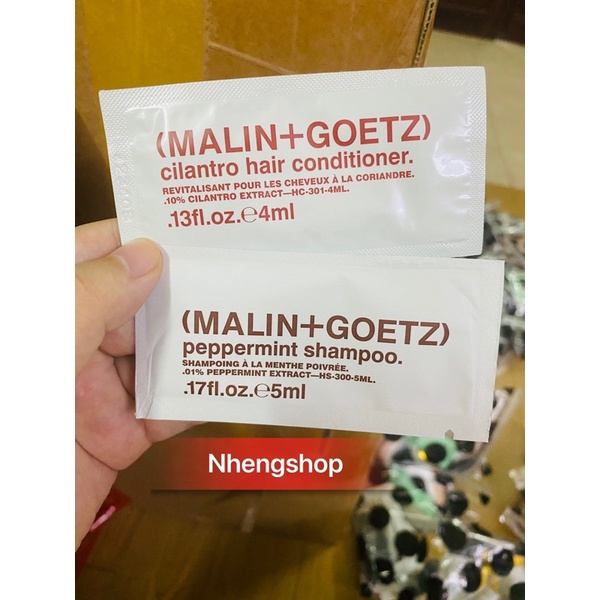 (MALIN+GOETZ)
cilantro hair conditioner.
REVITALISANT POUR LES CHEVEUX À LA CORIANDRE.
.10% CILANTRO EXTRACT—HC-301-4ML.
.13fl.oz.℮4ml
(MALIN+GOETZ)
peppermint shampoo.
SHAMPOING À LA MENTHE POIVRÉE.
.01% PEPPERMINT EXTRACT—HS-300-5ML.
.17fl.oz.℮5ml
Nhengshop